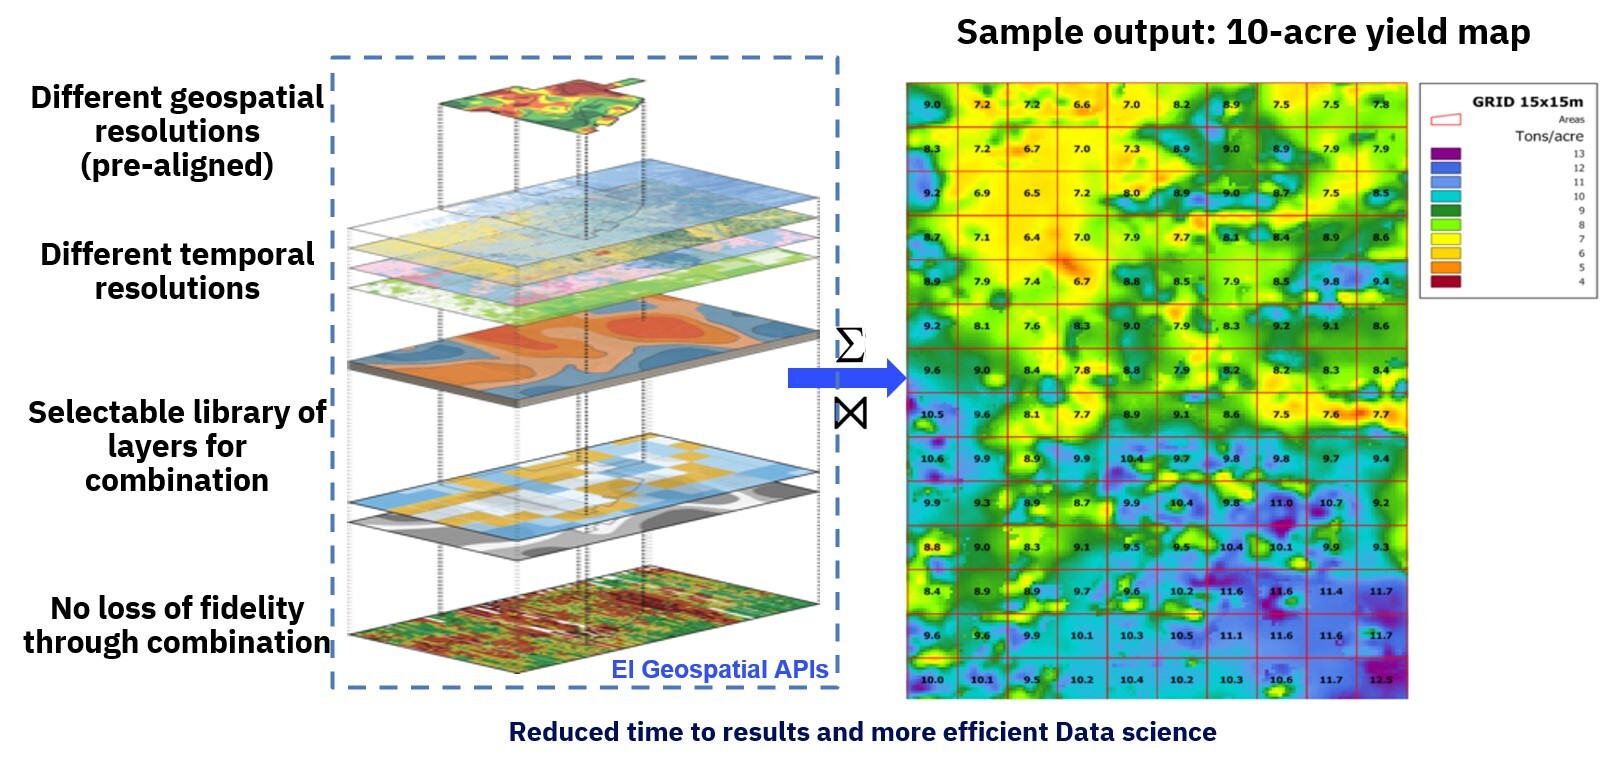 Sample output: 10-acre yield map
Different geospatial
resolutions
(pre-aligned)
Different temporal
resolutions
Selectable library of
layers for
combination
No loss of fidelity
through combination
EI Geospatial APIs
Σ
⋈
9.0 7.2 7.2 6.6 7.0 8.2 8.9 7.5 7.5 7.8
8.3 7.2 6.7 7.0 7.3 8.9 9.0 8.9 7.9 7.9
9.2 6.9 6.5 7.2 8.0 8.9 9.0 8.7 7.5 8.5
8.7 7.1 6.4 7.0 7.9 7.7 8.1 8.4 8.9 8.6
8.9 7.9 7.4 6.7 8.8 8.5 7.9 8.5 9.8 9.4
9.2 8.1 7.6 8.3 9.0 7.9 8.3 9.2 9.1 8.6
9.6 9.0 8.4 7.8 8.8 7.9 8.2 8.2 8.3 8.4
10.5 9.6 8.1 7.7 8.9 9.1 8.6 7.5 7.6 7.7
10.6 9.9 8.9 9.9 10.4 9.7 9.8 9.8 9.7 9.4
9.9 9.3 8.9 8.7 9.9 10.4 9.8 11.0 10.7 9.2
8.8 9.0 8.3 9.1 9.5 9.5 10.4 10.1 9.9 9.3
8.4 8.9 8.9 9.7 9.6 10.2 11.6 11.6 11.4 11.7
9.6 9.6 9.9 10.1 10.3 10.5 11.1 11.6 11.6 11.7
10.0 10.1 9.5 10.2 10.4 10.2 10.3 10.6 11.7 12.5
GRID 15x15m
Areas
Tons/acre
13
12
11
10
9
8
7
6
5
4
Reduced time to results and more efficient Data science